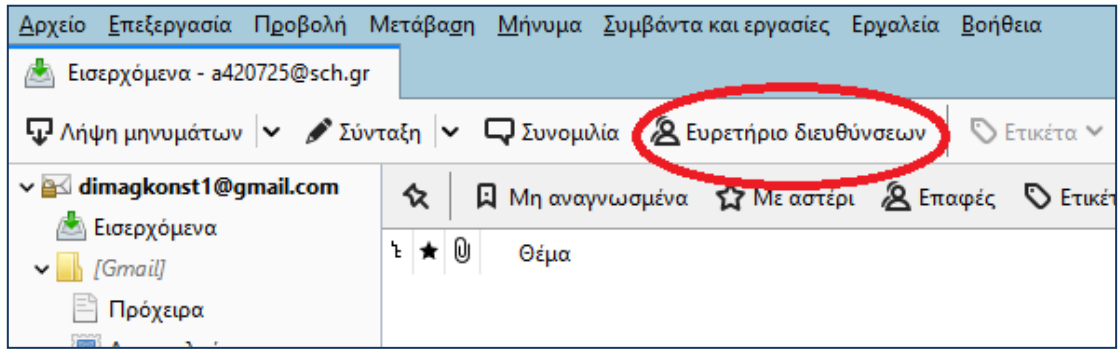 Αρχείο Επεξεργασία Προβολή Μετάβαση Μήνυμα Συμβάντα και εργασίες Εργαλεία Βοήθεια
Εισερχόμενα - a420725@sch.gr
Λήψη μηνυμάτων Σύνταξη Συνομιλία Ευρετήριο διευθύνσεων Ετικέτα
dimagkonst1@gmail.com
Μη αναγνωσμένα Με αστέρι Επαφές Ετικέτ
Εισερχόμενα
Θέμα
[Gmail]
Πρόχειρα